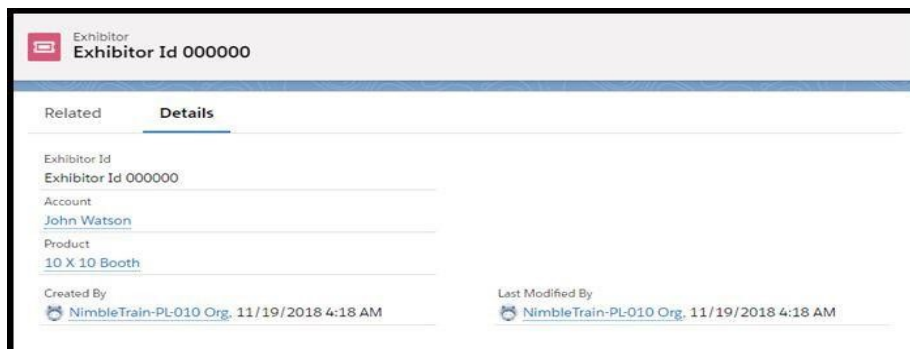 Exhibitor
Exhibitor Id 000000
Related Details
Exhibitor Id
Exhibitor Id 000000
Account
John Watson
Product
10 X 10 Booth
Created By
NimbleTrain-PL-010 Org, 11/19/2018 4:18 AM
Last Modified By
NimbleTrain-PL-010 Org, 11/19/2018 4:18 AM